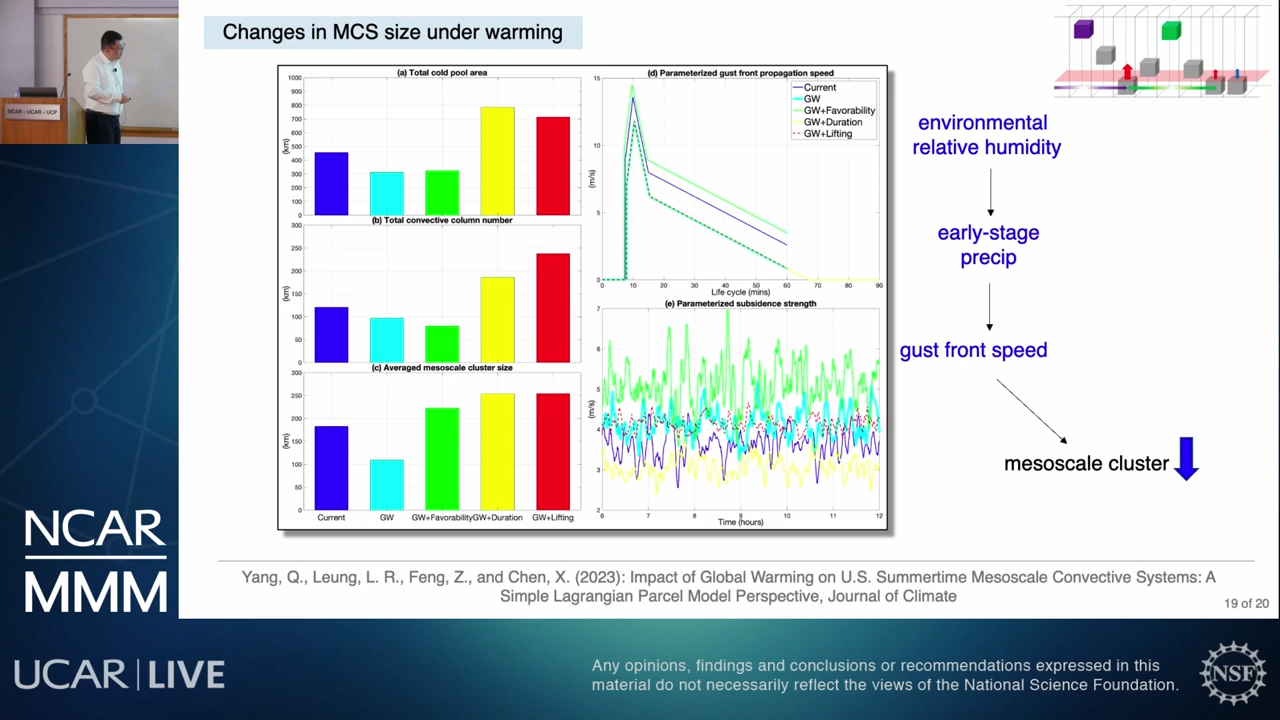 Changes in MCS size under warming
NCAR - UCAR - UCP
(a) Total cold pool area
1000
900
800
700
600
500
400
300
200
100
0
(km)
(b) Total convective column number
300
250
200
150
100
50
0
(km)
(c) Averaged mesoscale cluster size
300
250
200
150
100
50
0
(km)
Current GW GW+Favorability GW+Duration GW+Lifting
(d) Parameterized gust front propagation speed
15
10
5
0
(m/s)
Current
GW
GW+Favorability
GW+Duration
GW+Lifting
0 10 20 30 40 50 60 70 80 90
Life cycle (mins)
(e) Parameterized subsidence strength
7
6
5
4
3
2
(m/s)
6 7 8 9 10 11 12
Time (hours)
environmental
relative humidity
early-stage
precip
gust front speed
mesoscale cluster
Yang, Q., Leung, L. R., Feng, Z., and Chen, X. (2023): Impact of Global Warming on U.S. Summertime Mesoscale Convective Systems: A
Simple Lagrangian Parcel Model Perspective, Journal of Climate
19 of 20
NCAR
MMM
UCAR | LIVE
Any opinions, findings and conclusions or recommendations expressed in this
material do not necessarily reflect the views of the National Science Foundation.
NSF